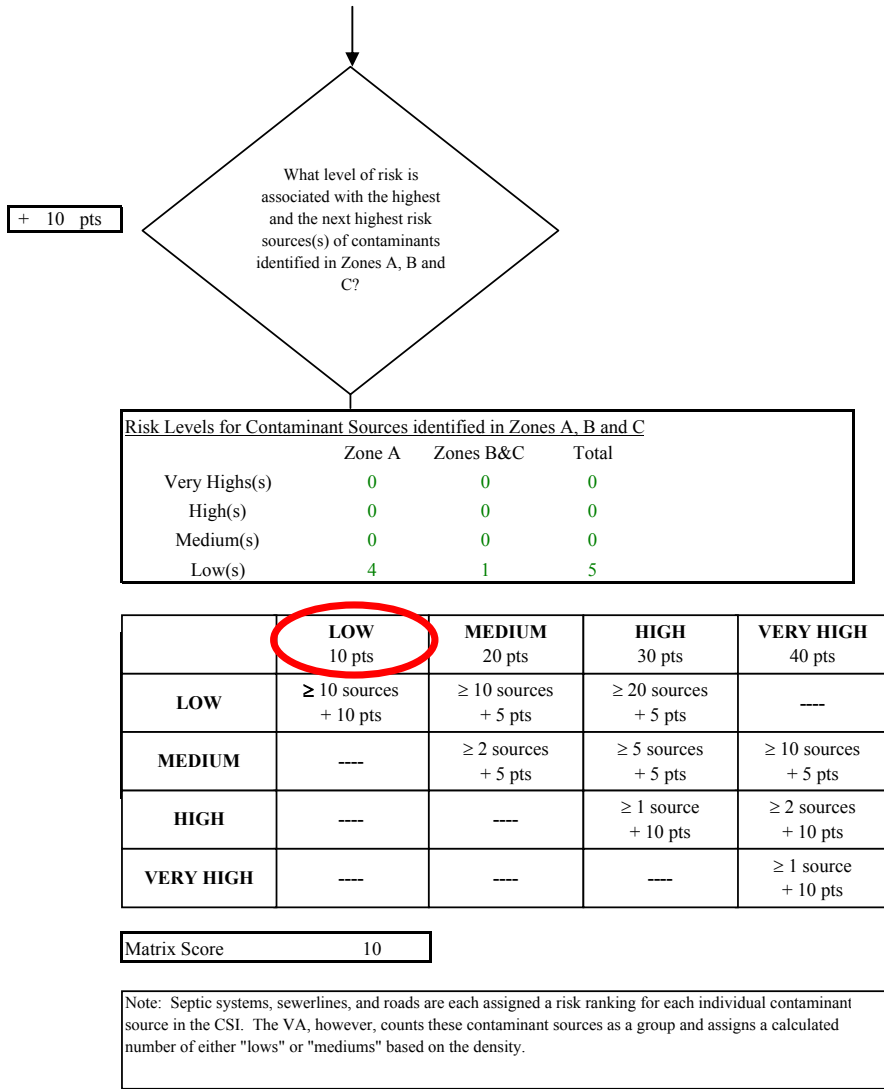 What level of risk is
associated with the highest
and the next highest risk
sources(s) of contaminants
identified in Zones A, B and
C?
+ 10 pts
Risk Levels for Contaminant Sources identified in Zones A, B and C
Zone A Zones B&C Total
Very Highs(s) 0 0 0
High(s) 0 0 0
Medium(s) 0 0 0
Low(s) 4 1 5
LOW MEDIUM HIGH VERY HIGH
10 pts 20 pts 30 pts 40 pts
LOW ≥ 10 sources + 10 pts ≥ 10 sources + 5 pts ≥ 20 sources + 5 pts ----
MEDIUM ---- ≥ 2 sources + 5 pts ≥ 5 sources + 5 pts ≥ 10 sources + 5 pts
HIGH ---- ---- ≥ 1 source + 10 pts ≥ 2 sources + 10 pts
VERY HIGH ---- ---- ---- ≥ 1 source + 10 pts
Matrix Score 10
Note: Septic systems, sewerlines, and roads are each assigned a risk ranking for each individual contaminant
source in the CSI. The VA, however, counts these contaminant sources as a group and assigns a calculated
number of either "lows" or "mediums" based on the density.